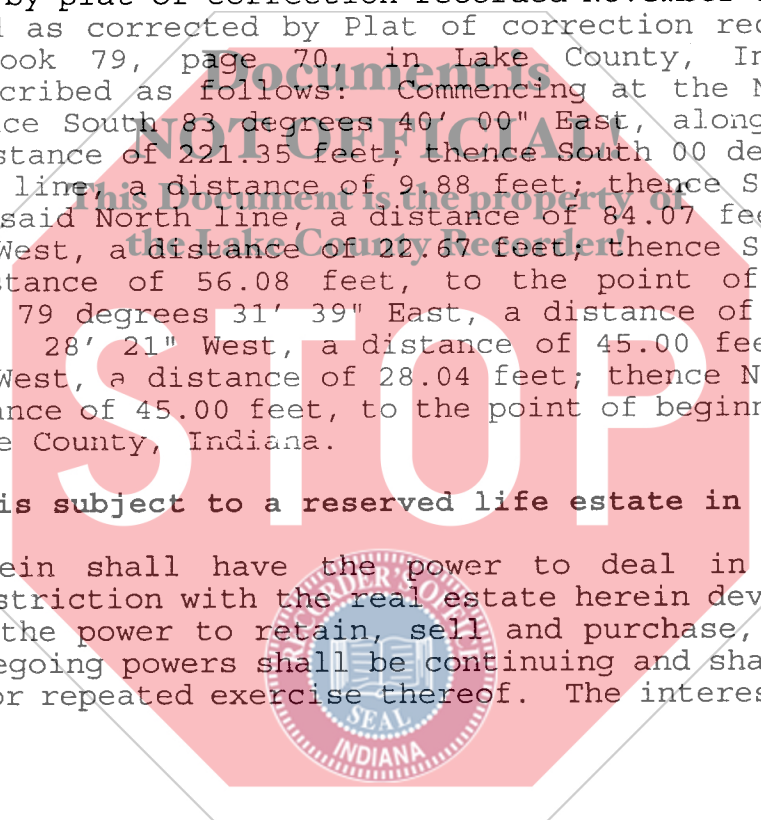 by plat of correction recorded November
d as corrected by Plat of correction rec
ook 79, page 70, in Lake County, In
cribed as follows: Commencing at the N
ce South 83 degrees 40′ 00" East, along
stance of 221.35 feet; thence South 00 de
line, a distance of 9.88 feet; thence S
said North line, a distance of 84.07 fee
West, a distance of 22.67 feet; thence S
stance of 56.08 feet, to the point of
79 degrees 31′ 39" East, a distance of
28′ 21" West, a distance of 45.00 fee
West, a distance of 28.04 feet; thence N
ance of 45.00 feet, to the point of beginn
e County, Indiana.
is subject to a reserved life estate in
ein shall have the power to deal in
striction with the real estate herein dev
the power to retain, sell and purchase,
egoing powers shall be continuing and sha
or repeated exercise thereof. The interes
Document is
NOT OFFICIAL!
This Document is the property of
the Lake County Recorder!
STOP
RECORDER'S OFFICE
SEAL
INDIANA